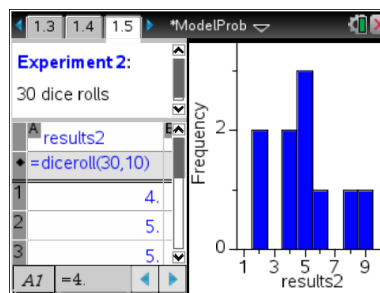 1.3 1.4 1.5 *ModelProb
Experiment 2:
30 dice rolls
A results2
=diceroll(30,10)
1 4.
2 5.
3 5.
A1 =4.
Frequency
2
0
1 3 5 7 9
results2